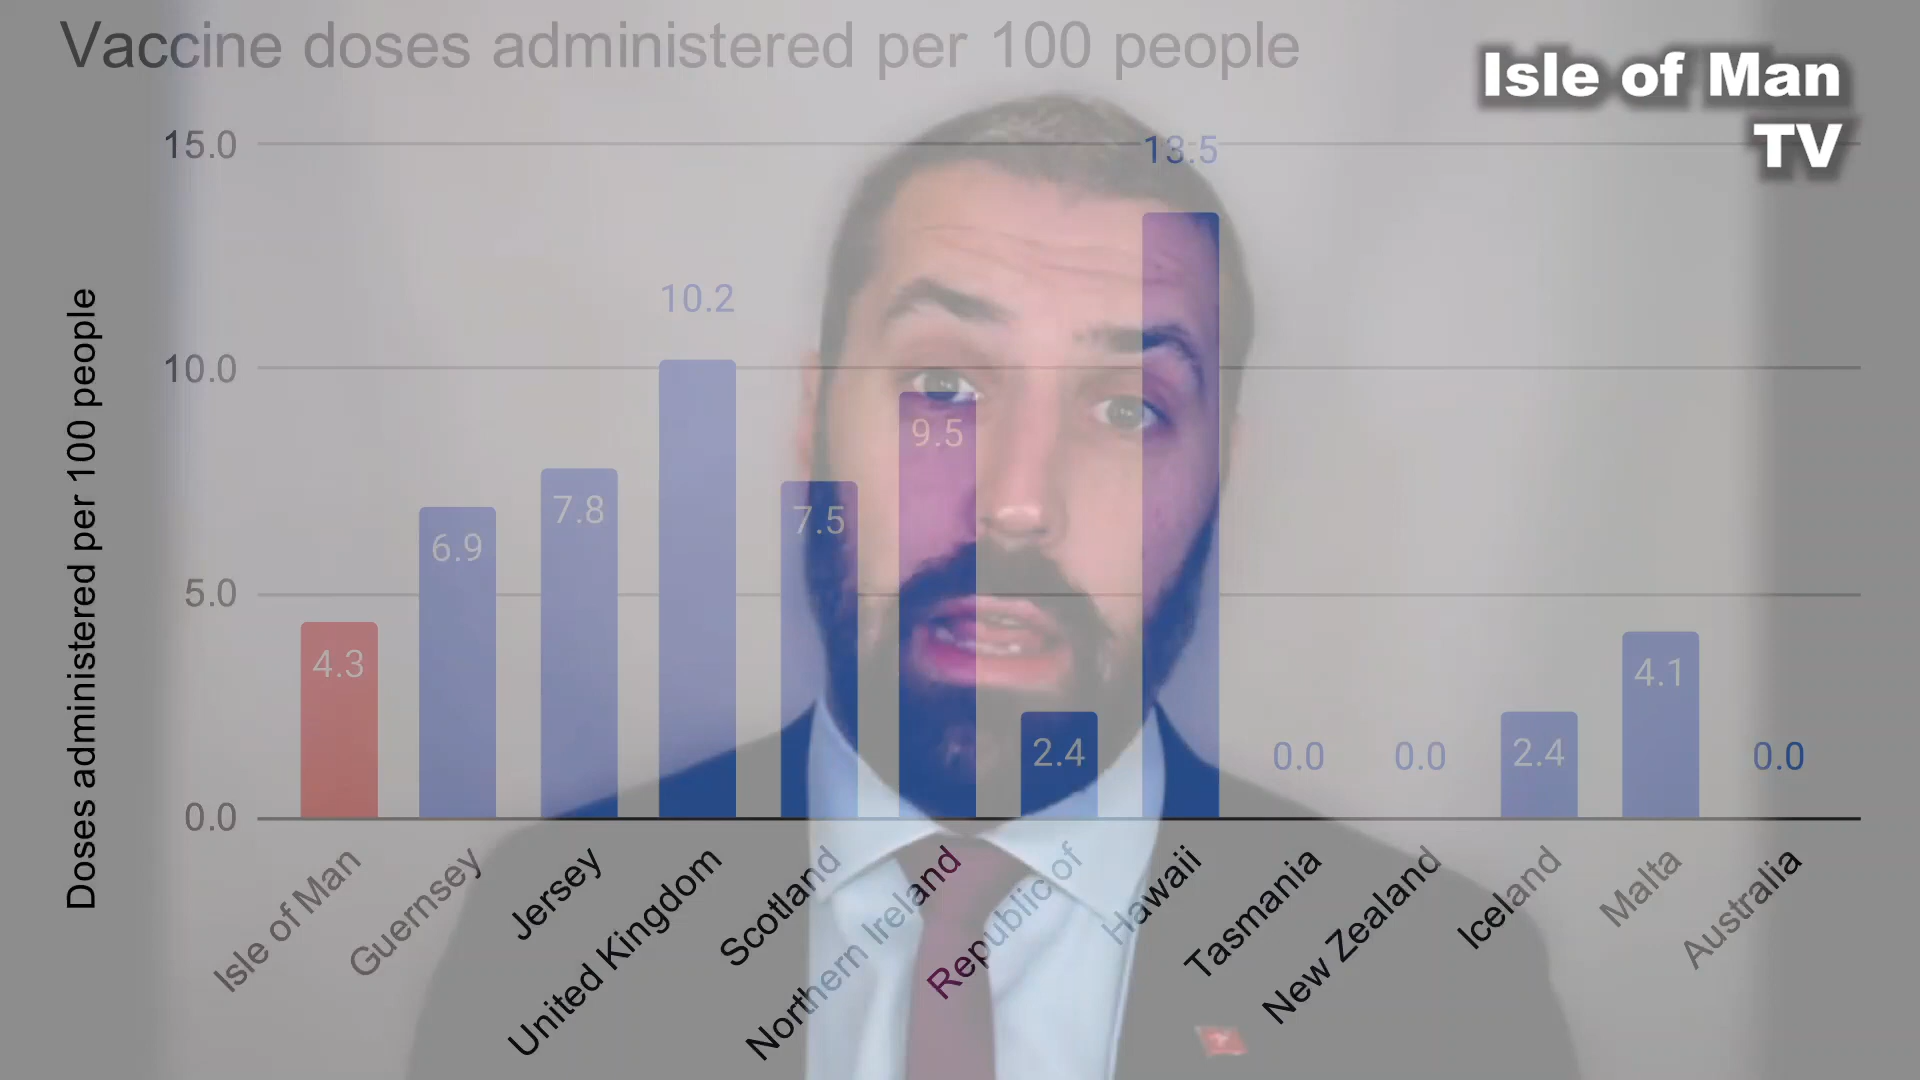 Vaccine doses administered per 100 people
Isle of Man
TV
Doses administered per 100 people
15.0
10.0
5.0
0.0
4.3
6.9
7.8
10.2
7.5
9.5
2.4
13.5
0.0
0.0
2.4
4.1
0.0
Isle of Man
Guernsey
Jersey
United Kingdom
Scotland
Northern Ireland
Republic of
Hawaii
Tasmania
New Zealand
Iceland
Malta
Australia